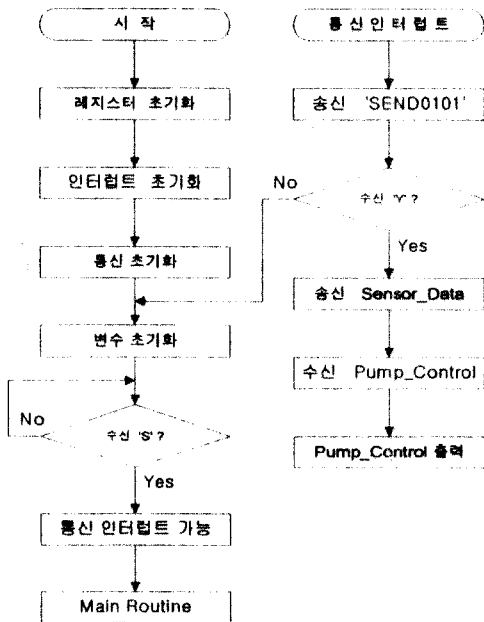 시 작
레지스터 초기화
인터럽트 초기화
통신 초기화
변수 초기화
No
수신 'S' ?
Yes
통신 인터럽트 가능
Main Routine
통신인터럽트
송신 'SEND0101'
No
수신 'Y' ?
Yes
송신 Sensor_Data
수신 Pump_Control
Pump_Control 출력